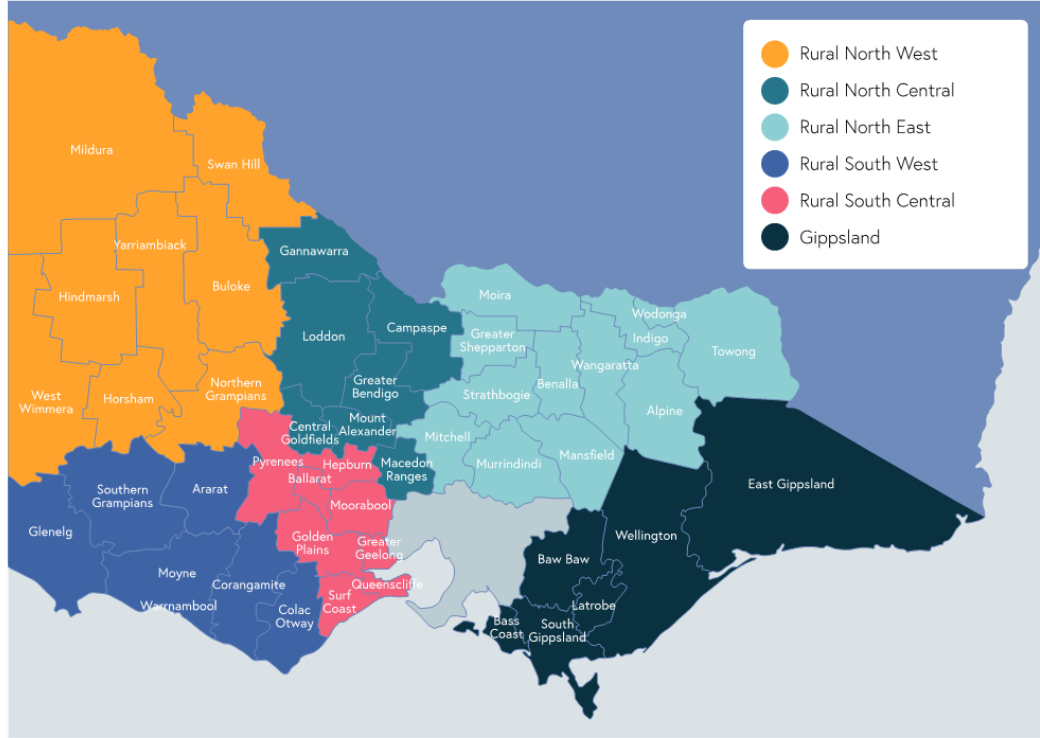 Rural North West
Rural North Central
Rural North East
Rural South West
Rural South Central
Gippsland
Mildura
Swan Hill
Yarriambiack
Gannawarra
Buloke
Hindmarsh
Moira
Wodonga
Campaspe
Loddon
Greater
Shepparton
Indigo
Towong
Wangaratta
Benalla
Greater
Bendigo
Northern
Grampians
Strathbogie
West
Wimmera
Horsham
Alpine
Mount
Alexander
Central
Goldfields
Mitchell
Mansfield
Pyrenees
Hepburn
Macedon
Ranges
Murrindindi
Ballarat
East Gippsland
Southern
Grampians
Ararat
Moorabool
Glenelg
Golden
Plains
Greater
Geelong
Wellington
Baw Baw
Moyne
Corangamite
Queenscliffe
Surf
Coast
Warrnambool
Colac
Otway
Latrobe
Bass
Coast
South
Gippsland